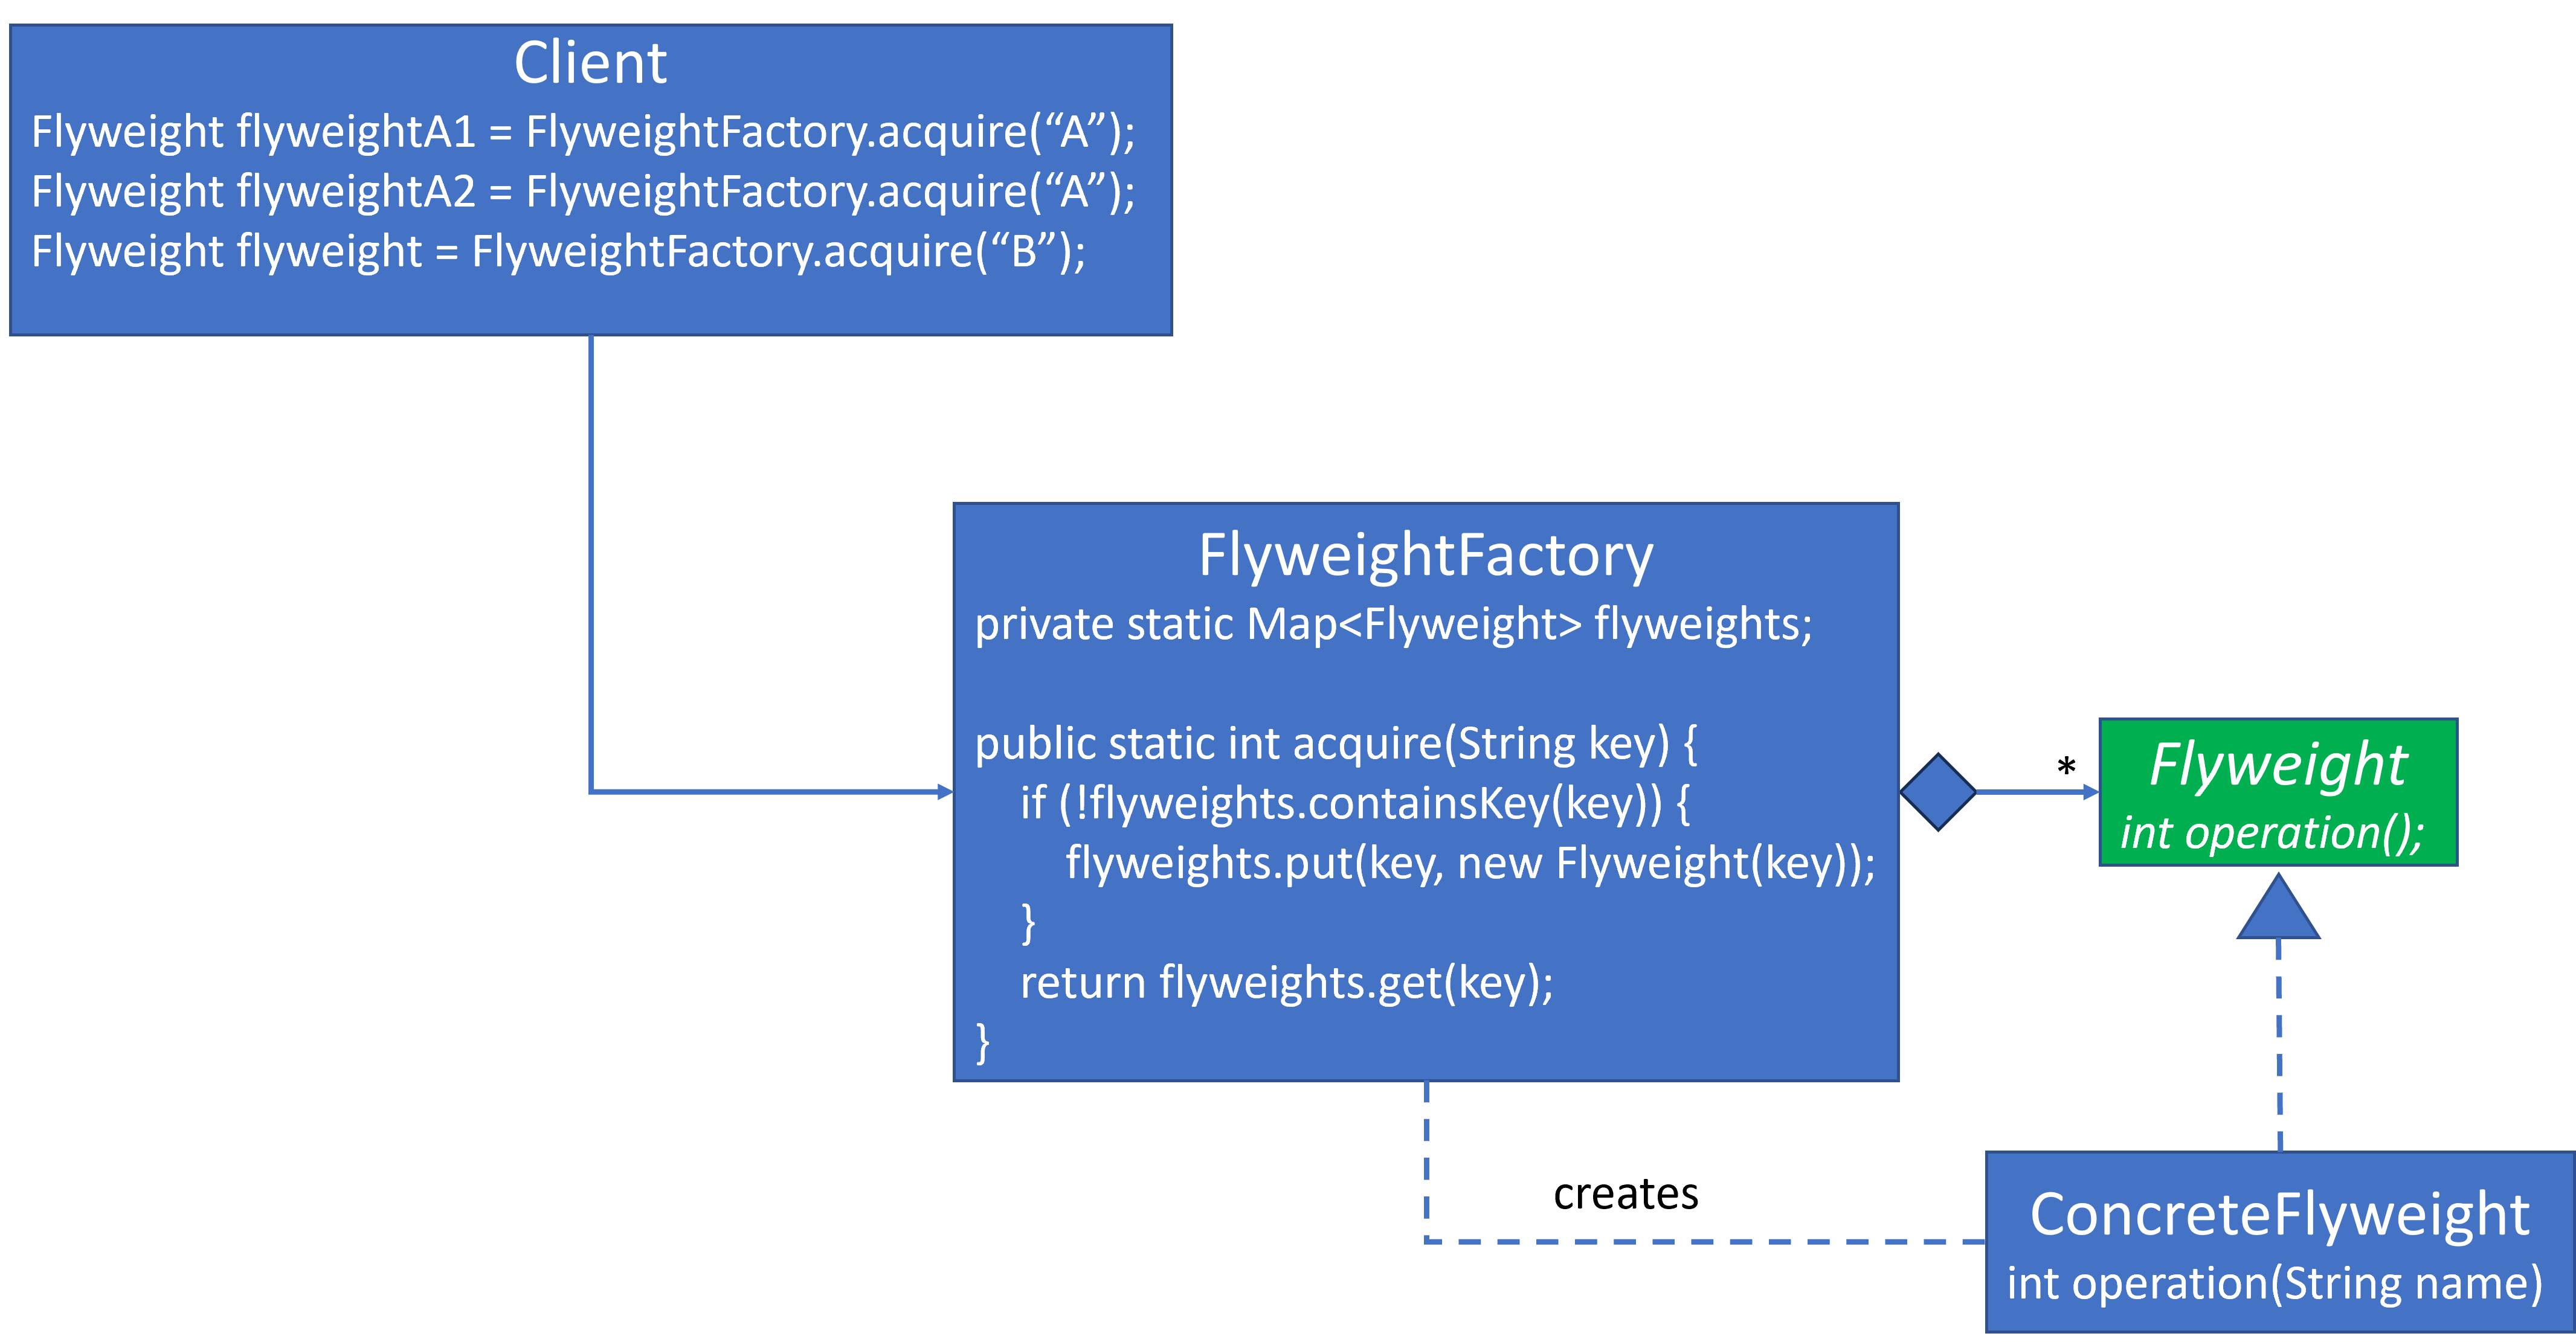 Client
Flyweight flyweightA1 = FlyweightFactory.acquire(“A”);
Flyweight flyweightA2 = FlyweightFactory.acquire(“A”);
Flyweight flyweight = FlyweightFactory.acquire(“B”);
FlyweightFactory
private static Map<Flyweight> flyweights;
public static int acquire(String key) {
if (!flyweights.containsKey(key)) {
flyweights.put(key, new Flyweight(key));
}
return flyweights.get(key);
}
*
Flyweight
int operation();
creates
ConcreteFlyweight
int operation(String name)